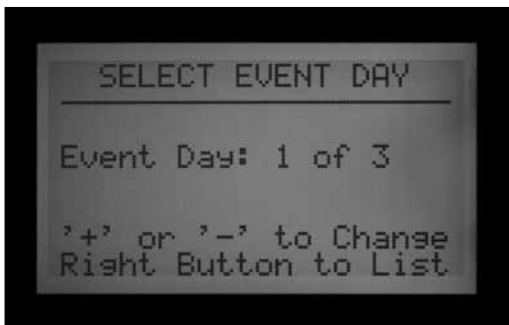 SELECT EVENT DAY
Event Day: 1 of 3
'+' or '-' to Change
Right Button to List